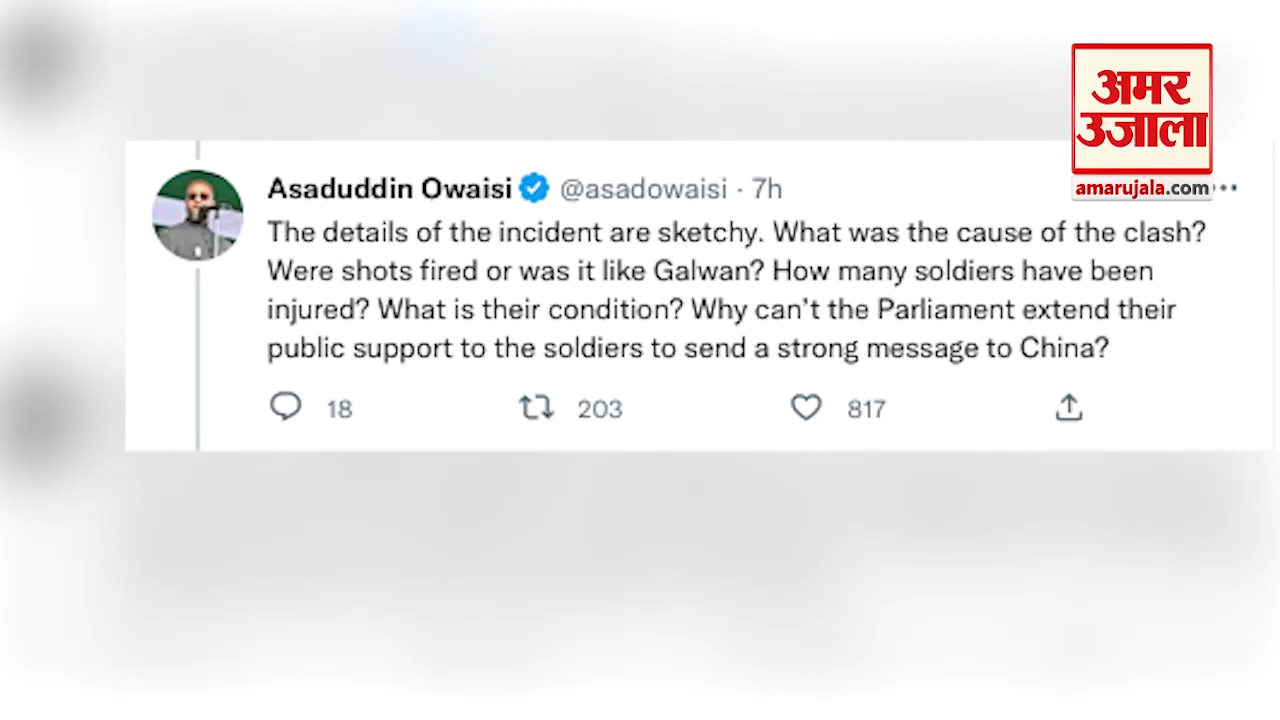 अमर
उजाला
amarujala.com
Asaduddin Owaisi @asadowaisi · 7h
The details of the incident are sketchy. What was the cause of the clash?
Were shots fired or was it like Galwan? How many soldiers have been
injured? What is their condition? Why can’t the Parliament extend their
public support to the soldiers to send a strong message to China?
18 203 817